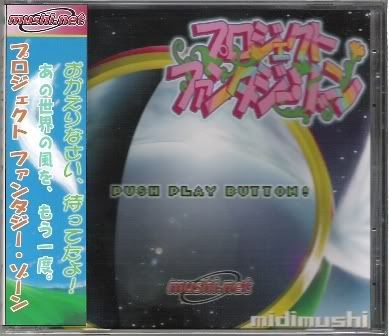 mushi.net
おかえりなさい、待ってたよ!
あの世界の風を、もう一度。
プロジェクト ファンタジー・ゾーン
プロジェクト
ファンタジーゾーン
PUSH PLAY BUTTON!
mushi.net
midimushi